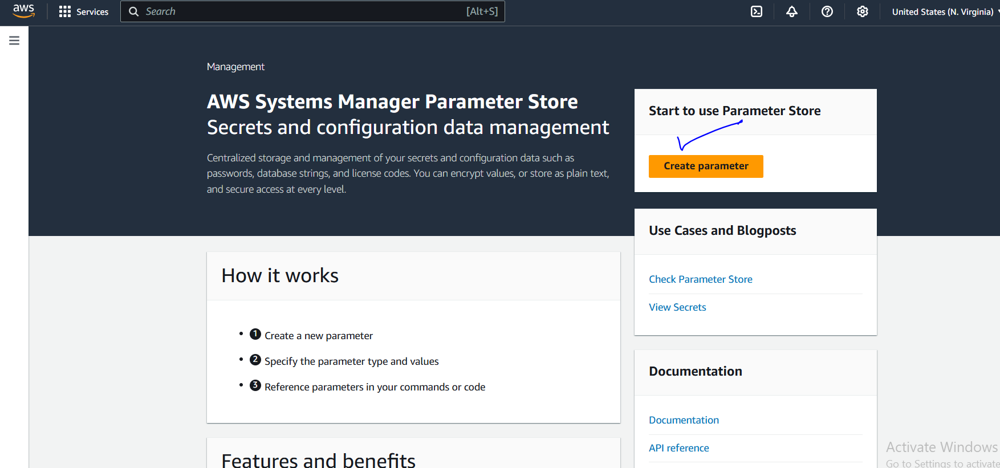 aws
Services
Search
[Alt+S]
United States (N. Virginia)
Management
AWS Systems Manager Parameter Store
Secrets and configuration data management
Centralized storage and management of your secrets and configuration data such as
passwords, database strings, and license codes. You can encrypt values, or store as plain text,
and secure access at every level.
Start to use Parameter Store
Create parameter
Use Cases and Blogposts
Check Parameter Store
View Secrets
How it works
1 Create a new parameter
2 Specify the parameter type and values
3 Reference parameters in your commands or code
Documentation
Documentation
API reference
Features and benefits
Activate Windows
Go to Settings to activate